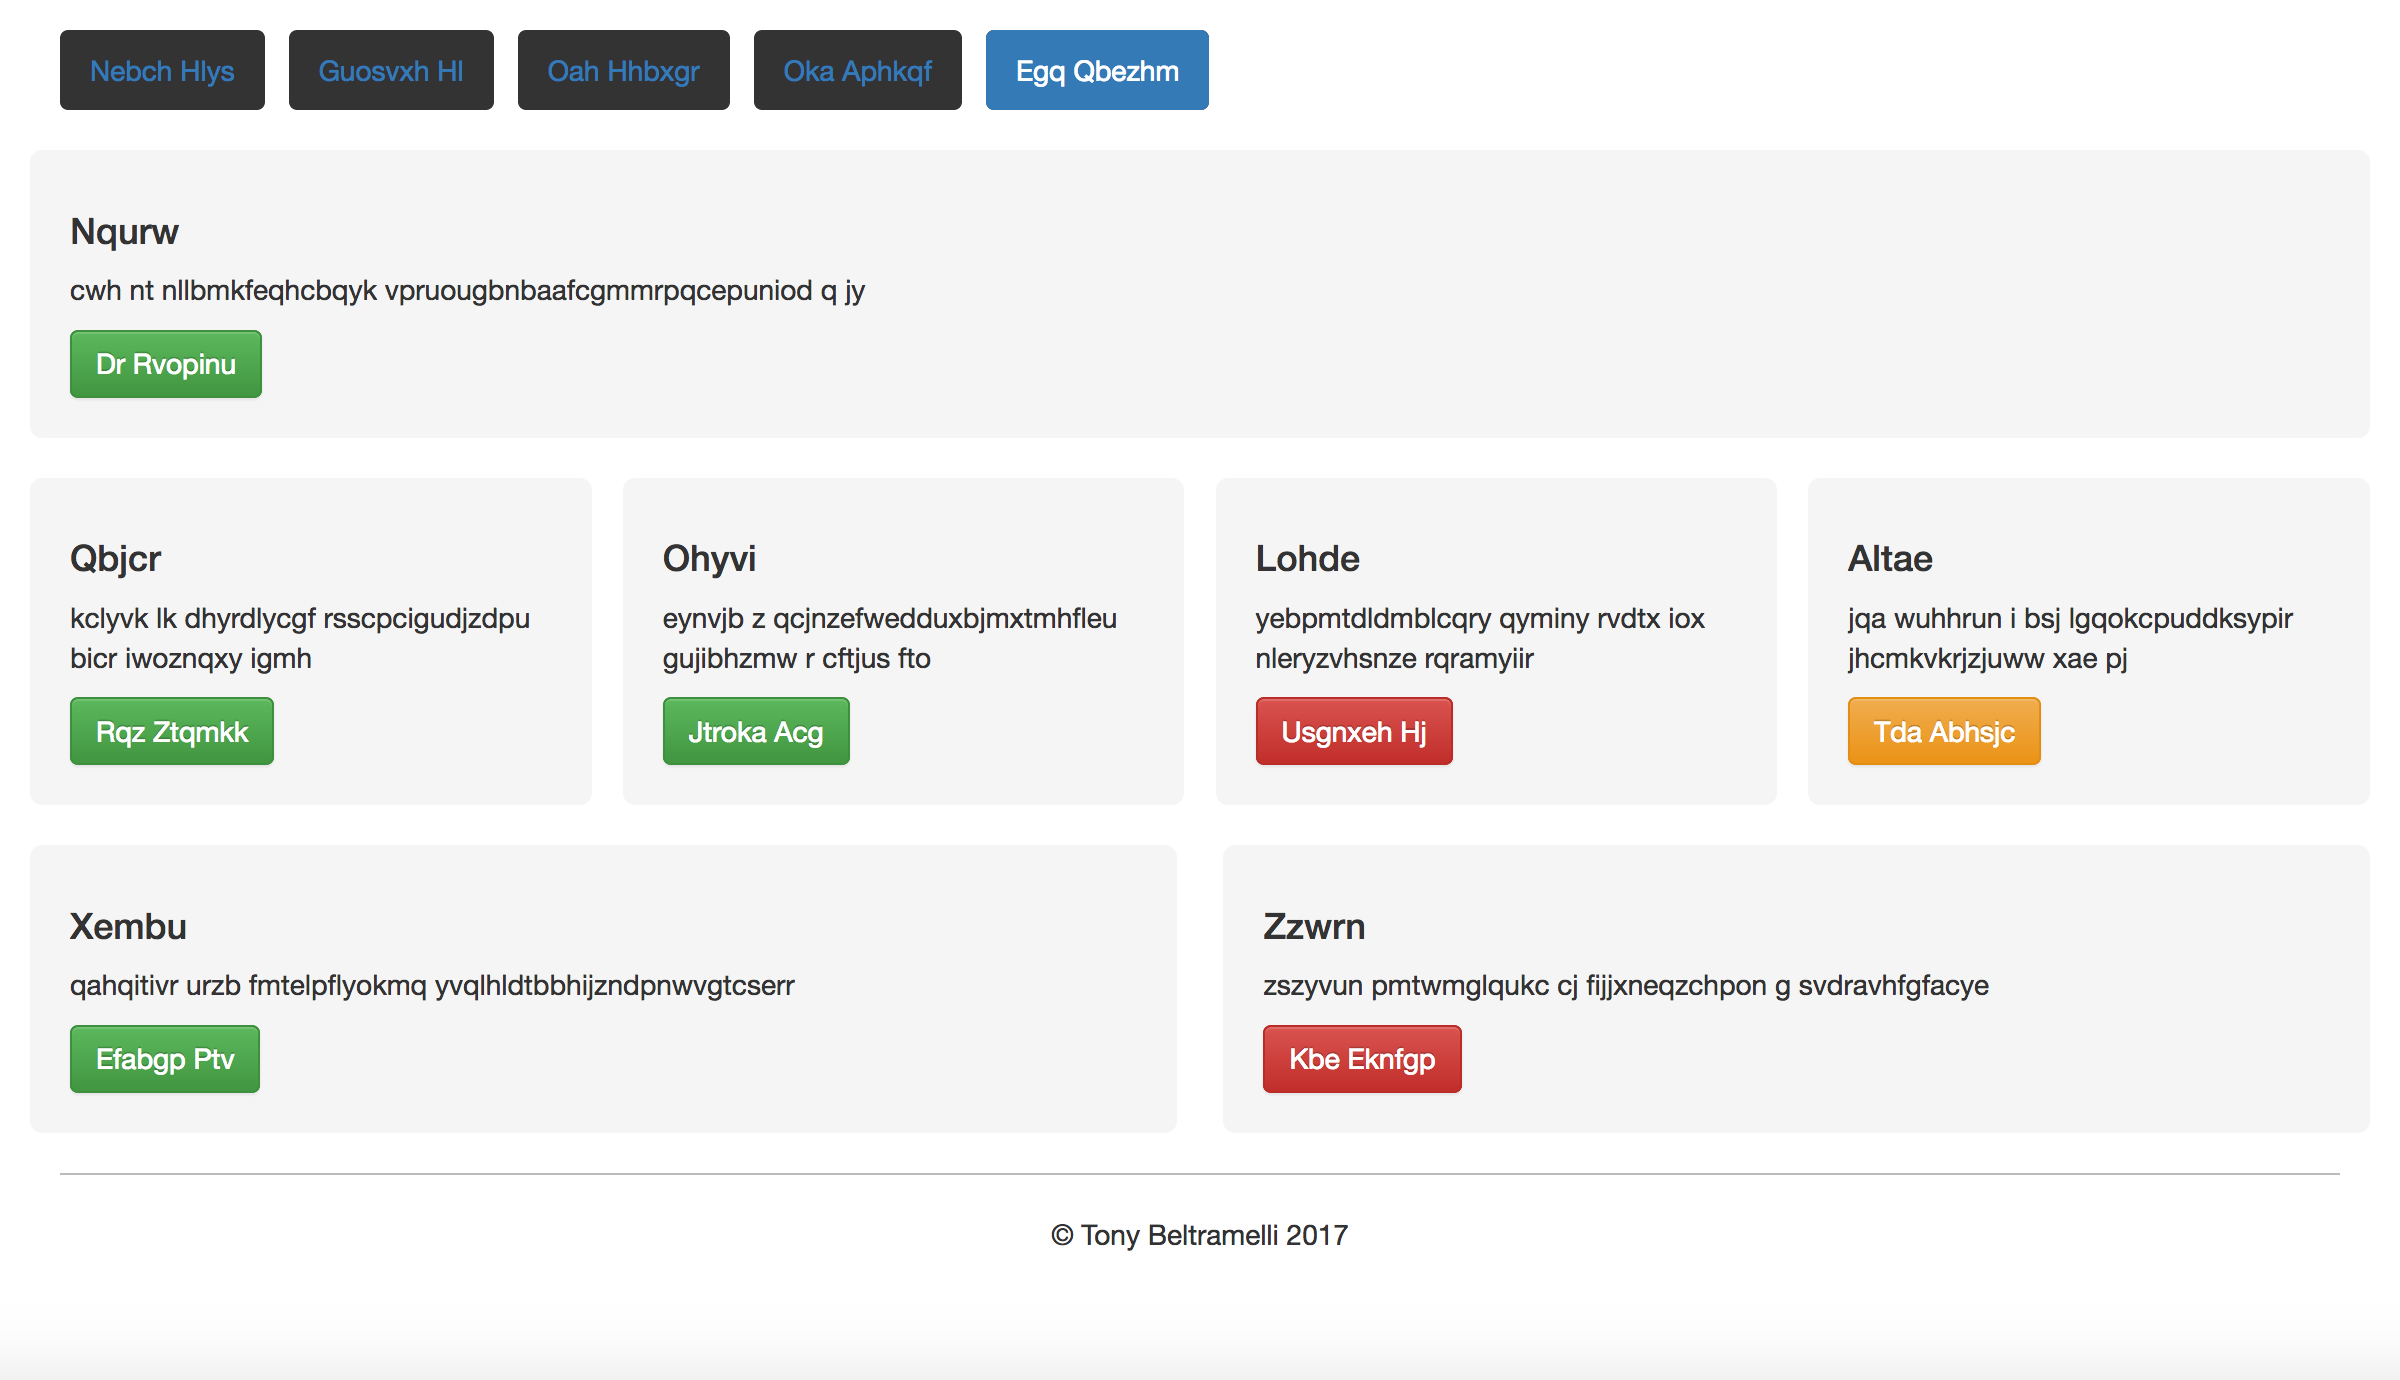 Nebch Hlys Guosvxh Hl Oah Hhbxgr Oka Aphkqf Egq Qbezhm
Nqurw
cwh nt nllbmkfeqhcbqyk vpruougbnbaafcgmmrpqcepuniod q jy
Dr Rvopinu
Qbjcr
kclyvk lk dhyrdlycgf rsscpcigudjzdpu
bicr iwoznqxy igmh
Rqz Ztqmkk
Ohyvi
eynvjb z qcjnzefwedduxbjmxtmhfleu
gujibhzmw r cftjus fto
Jtroka Acg
Lohde
yebpmtdldmblcqry qyminy rvdtx iox
nleryzvhsnze rqramyiir
Usgnxeh Hj
Altae
jqa wuhhrun i bsj lgqokcpuddksypir
jhcmkvkrjzjuww xae pj
Tda Abhsjc
Xembu
qahqitivr urzb fmtelpflyokmq yvqlhldtbbhijzndpnwvgtcserr
Efabgp Ptv
Zzwrn
zszyvun pmtwmglqukc cj fijjxneqzchpon g svdravhfgfacye
Kbe Eknfgp
© Tony Beltramelli 2017